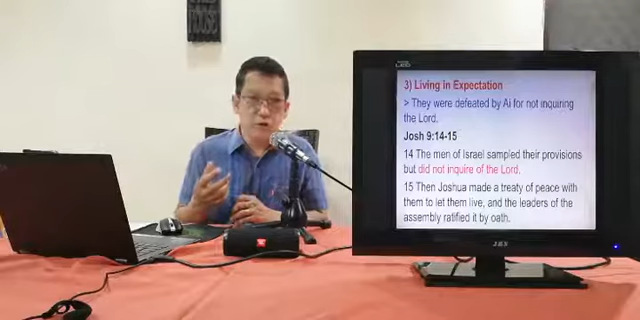 house
3) Living in Expectation
> They were defeated by Ai for not inquiring
the Lord.
Josh 9:14-15
14 The men of Israel sampled their provisions
but did not inquire of the Lord.
15 Then Joshua made a treaty of peace with
them to let them live, and the leaders of the
assembly ratified it by oath.